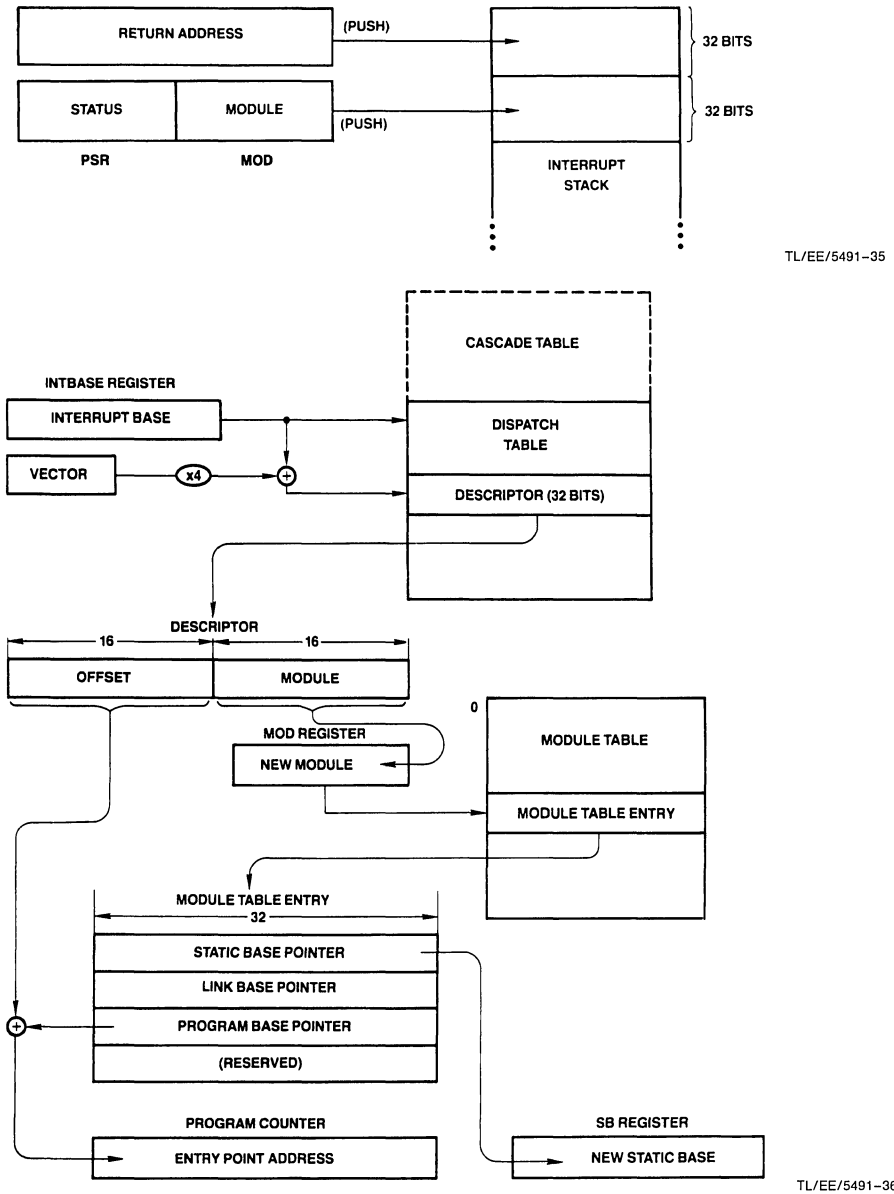 RETURN ADDRESS
(PUSH)
32 BITS
STATUS
MODULE
(PUSH)
32 BITS
PSR
MOD
INTERRUPT
STACK
TL/EE/5491–35
CASCADE TABLE
INTBASE REGISTER
INTERRUPT BASE
DISPATCH
TABLE
VECTOR
x4
+
DESCRIPTOR (32 BITS)
DESCRIPTOR
16
16
OFFSET
MODULE
0
MOD REGISTER
MODULE TABLE
NEW MODULE
MODULE TABLE ENTRY
MODULE TABLE ENTRY
32
STATIC BASE POINTER
LINK BASE POINTER
+
PROGRAM BASE POINTER
(RESERVED)
PROGRAM COUNTER
SB REGISTER
ENTRY POINT ADDRESS
NEW STATIC BASE
TL/EE/5491–36